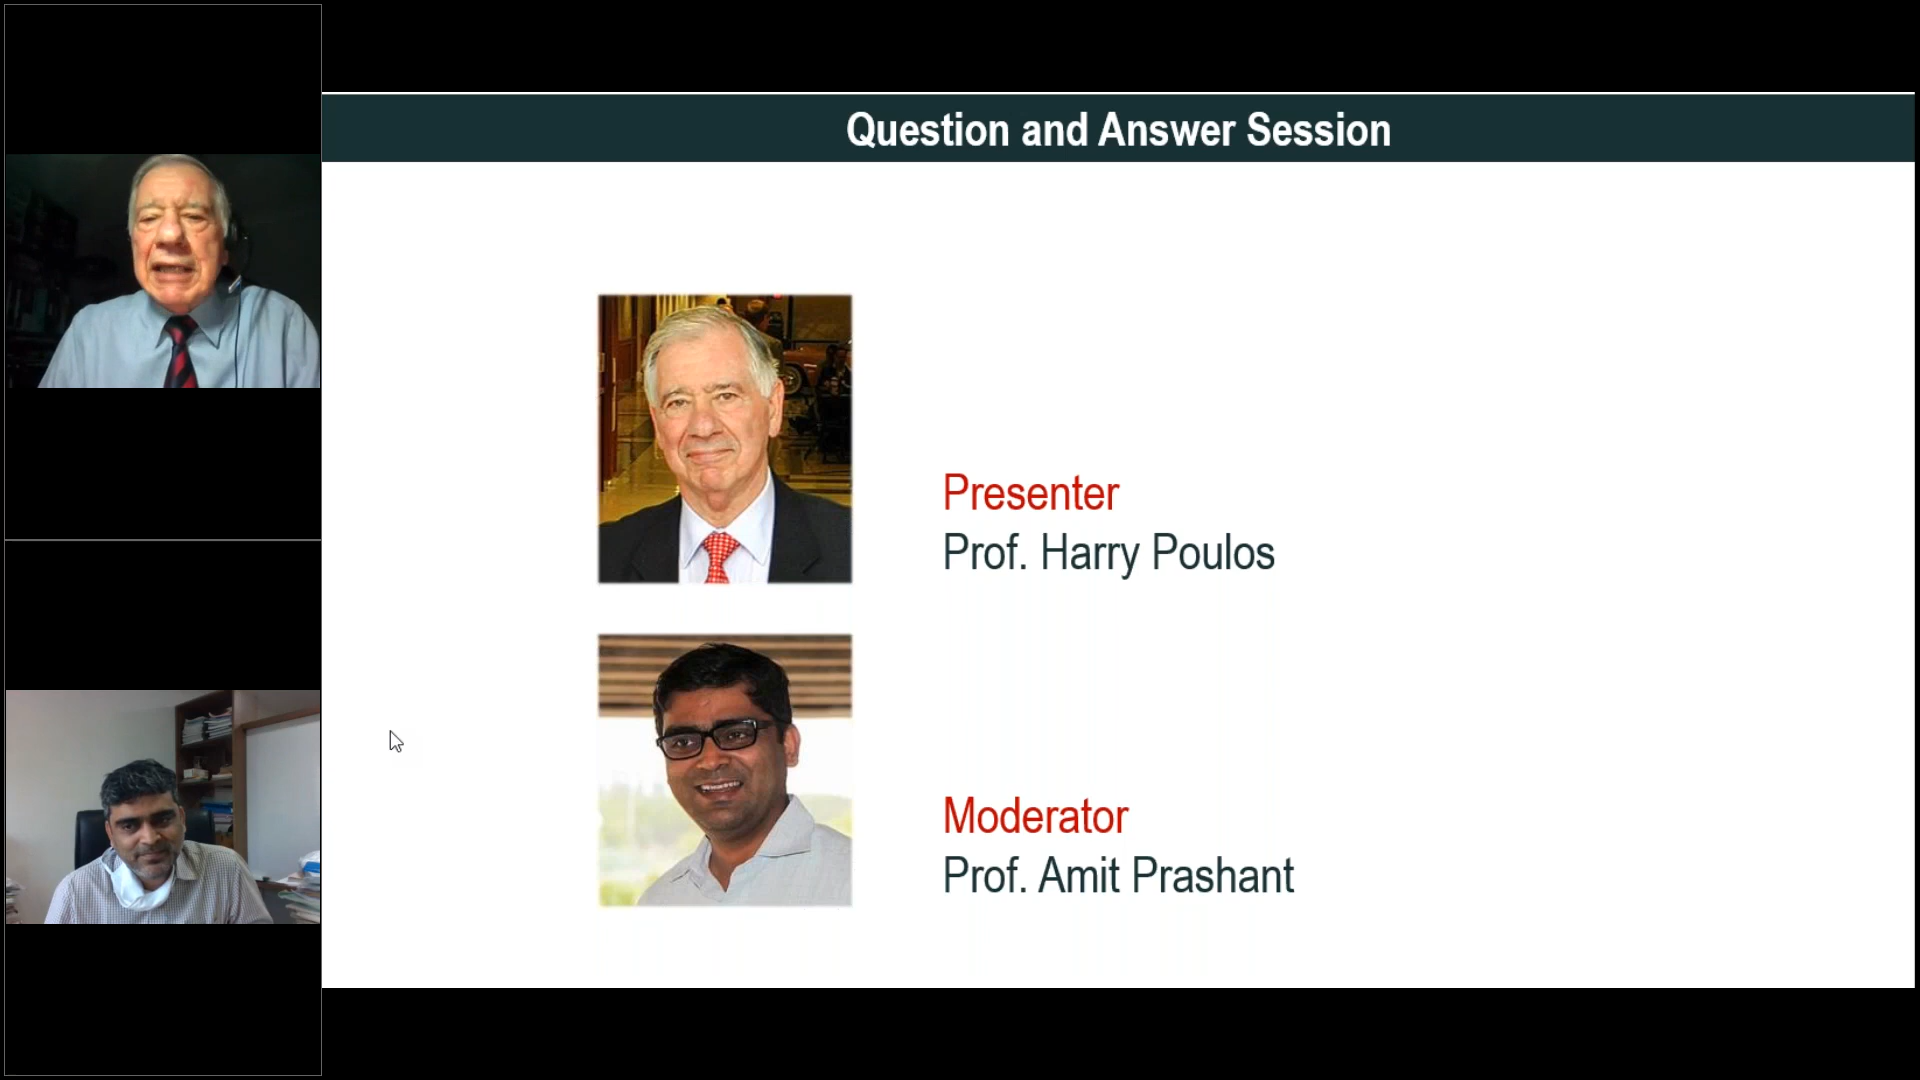 Question and Answer Session
Presenter
Prof. Harry Poulos
Moderator
Prof. Amit Prashant